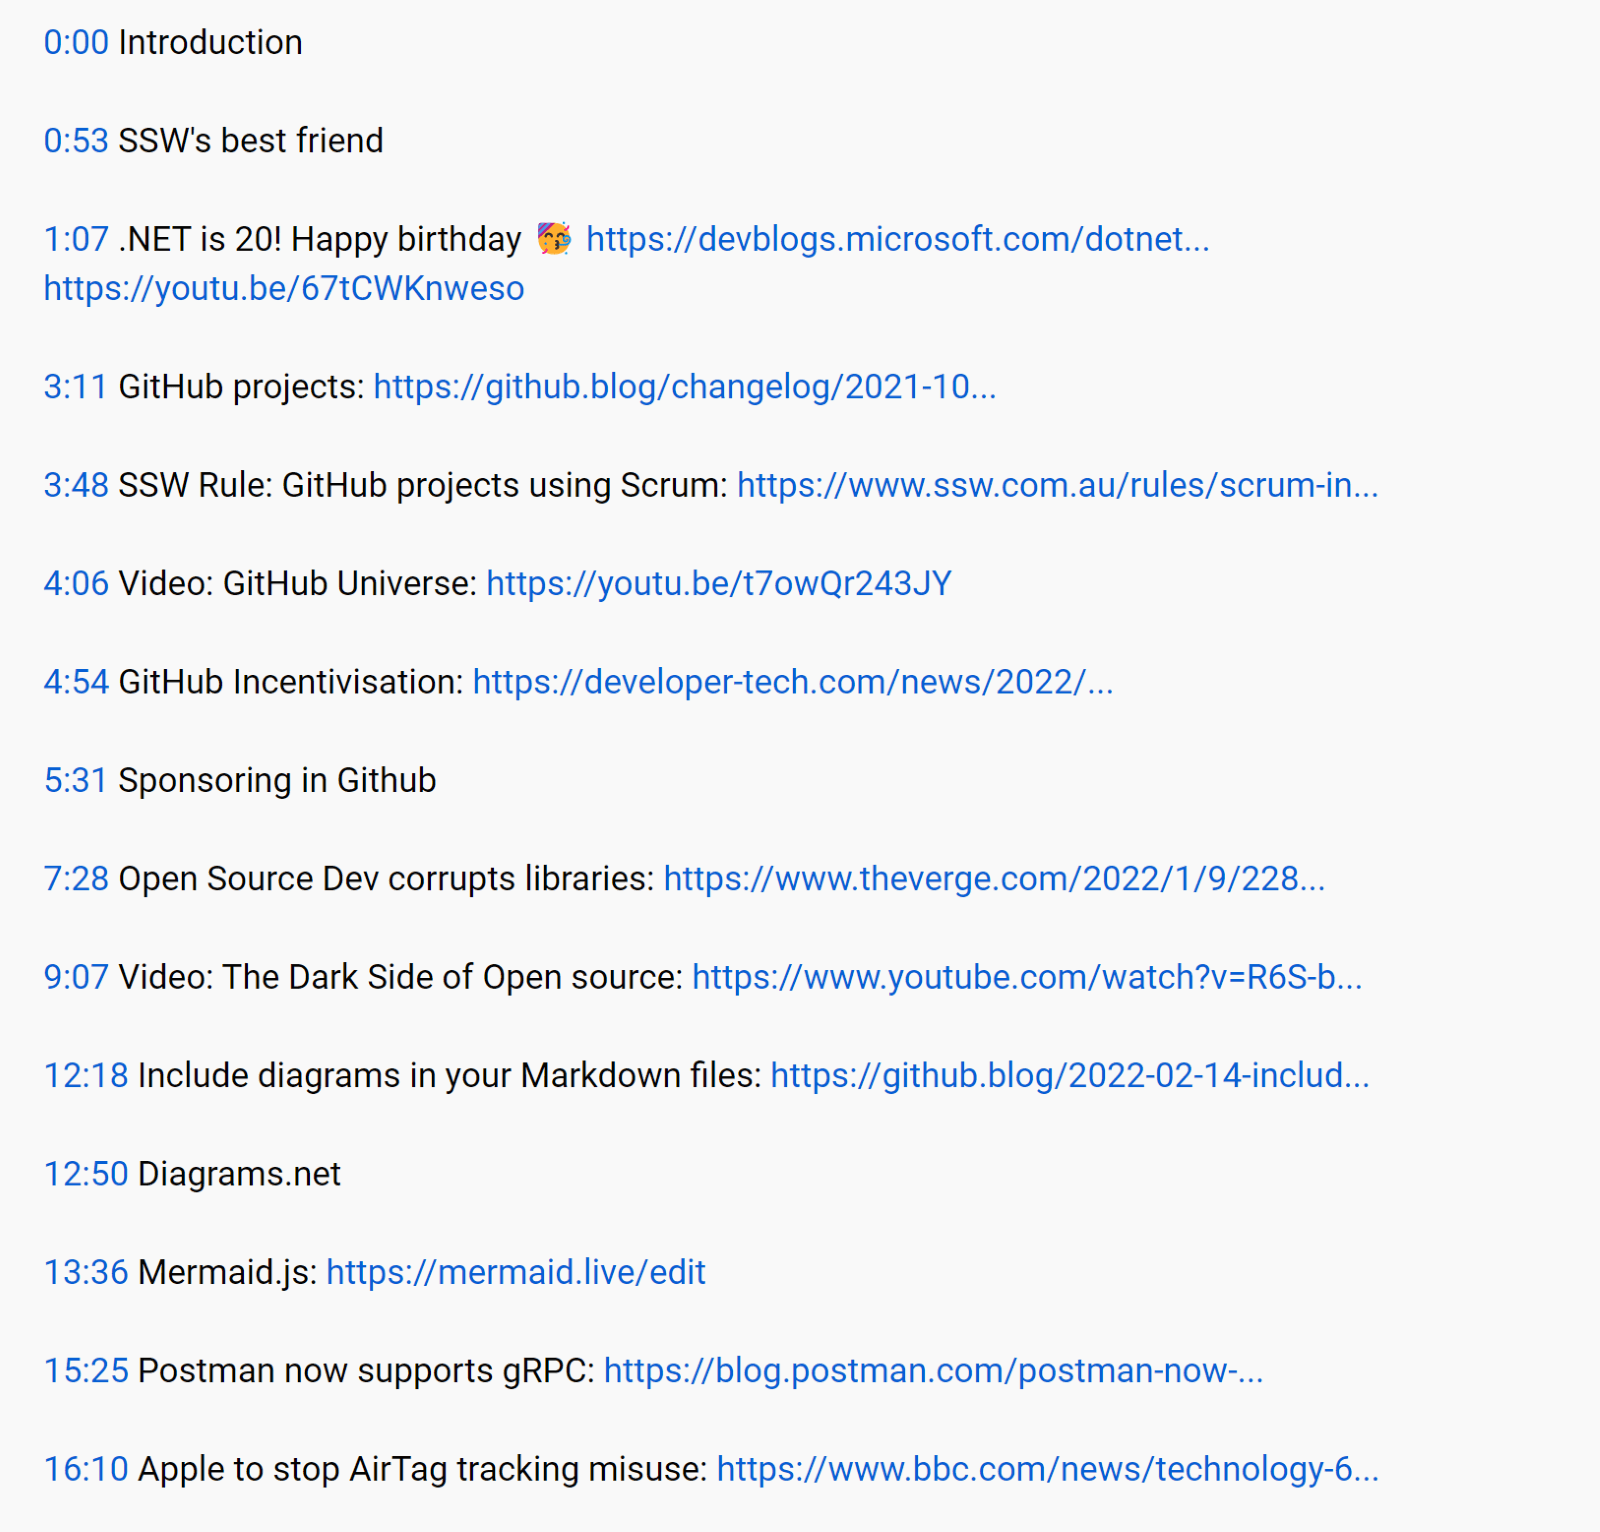 0:00 Introduction
0:53 SSW's best friend
1:07 .NET is 20! Happy birthday 🥳 https://devblogs.microsoft.com/dotnet...
https://youtu.be/67tCWKnweso
3:11 GitHub projects: https://github.blog/changelog/2021-10...
3:48 SSW Rule: GitHub projects using Scrum: https://www.ssw.com.au/rules/scrum-in...
4:06 Video: GitHub Universe: https://youtu.be/t7owQr243JY
4:54 GitHub Incentivisation: https://developer-tech.com/news/2022/...
5:31 Sponsoring in Github
7:28 Open Source Dev corrupts libraries: https://www.theverge.com/2022/1/9/228...
9:07 Video: The Dark Side of Open source: https://www.youtube.com/watch?v=R6S-b...
12:18 Include diagrams in your Markdown files: https://github.blog/2022-02-14-includ...
12:50 Diagrams.net
13:36 Mermaid.js: https://mermaid.live/edit
15:25 Postman now supports gRPC: https://blog.postman.com/postman-now-...
16:10 Apple to stop AirTag tracking misuse: https://www.bbc.com/news/technology-6...